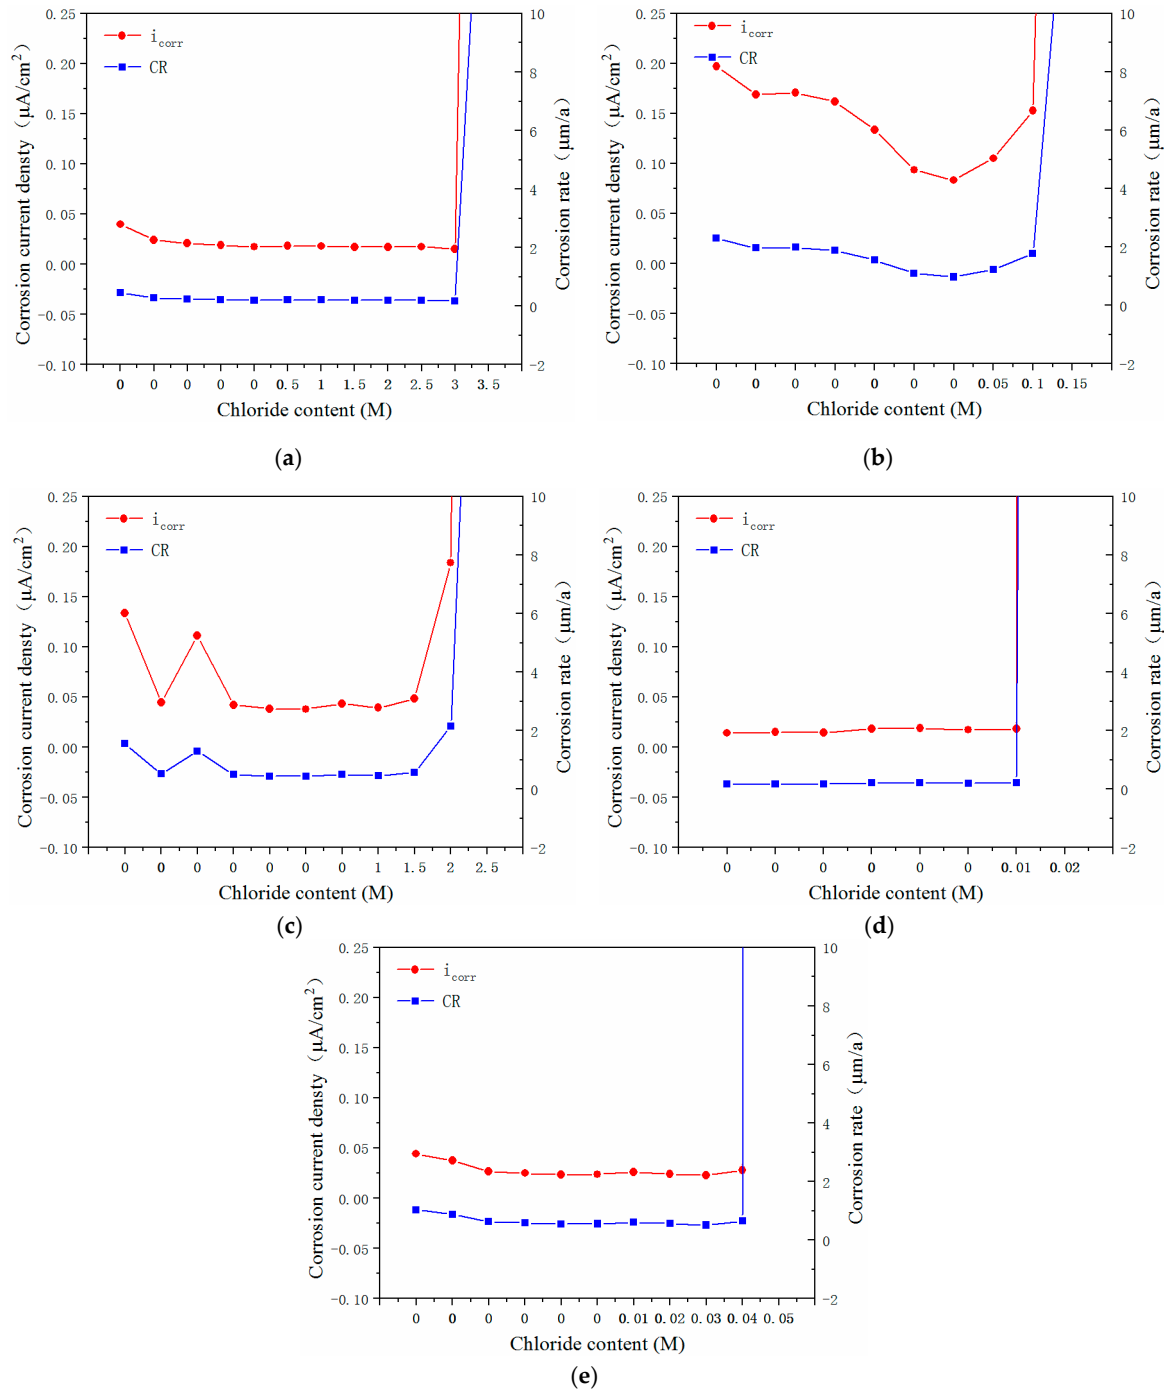 0.25
0.20
0.15
0.10
0.05
0.00
-0.05
-0.10
Corrosion current densty (μA/cm²)
i_corr
CR
10
8
6
4
2
0
-2
Corrosion rate (μm/a)
0 0 0 0 0 0.5 1 1.5 2 2.5 3 3.5
Chloride content (M)
(a)
0.25
0.20
0.15
0.10
0.05
0.00
-0.05
-0.10
Corrosion current densty (μA/cm²)
i_corr
CR
10
8
6
4
2
0
-2
Corrosion rate (μm/a)
0 0 0 0 0 0 0 0.05 0.1 0.15
Chloride content (M)
(b)
0.25
0.20
0.15
0.10
0.05
0.00
-0.05
-0.10
Corrosion current densty (μA/cm²)
i_corr
CR
10
8
6
4
2
0
-2
Corrosion rate (μm/a)
0 0 0 0 0 0 0 1 1.5 2 2.5
Chloride content (M)
(c)
0.25
0.20
0.15
0.10
0.05
0.00
-0.05
-0.10
Corrosion current densty (μA/cm²)
i_corr
CR
10
8
6
4
2
0
-2
Corrosion rate (μm/a)
0 0 0 0 0 0 0.01 0.02
Chloride content (M)
(d)
0.25
0.20
0.15
0.10
0.05
0.00
-0.05
-0.10
Corrosion current densty (μA/cm²)
i_corr
CR
10
8
6
4
2
0
-2
Corrosion rate (μm/a)
0 0 0 0 0 0 0.01 0.02 0.03 0.04 0.05
Chloride content (M)
(e)